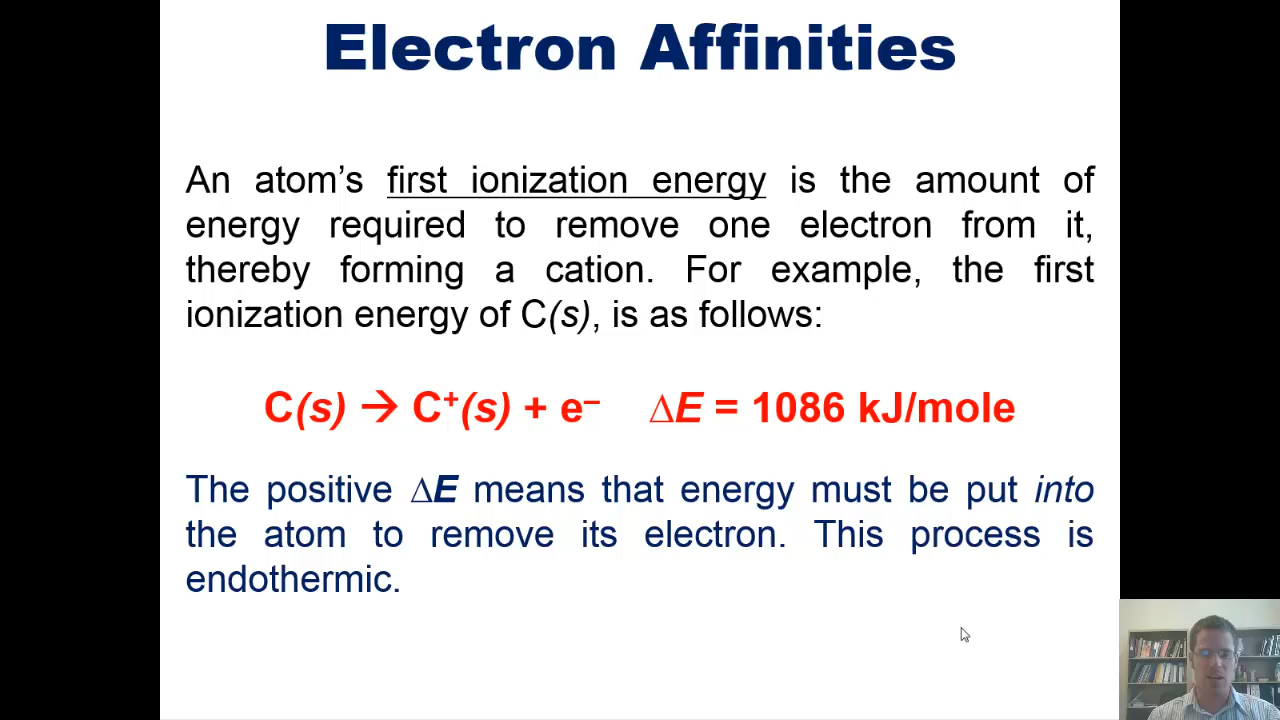 Electron Affinities
An atom's first ionization energy is the amount of
energy required to remove one electron from it,
thereby forming a cation. For example, the first
ionization energy of C(s), is as follows:
C(s) → C⁺(s) + e⁻ ΔE = 1086 kJ/mole
The positive ΔE means that energy must be put into
the atom to remove its electron. This process is
endothermic.